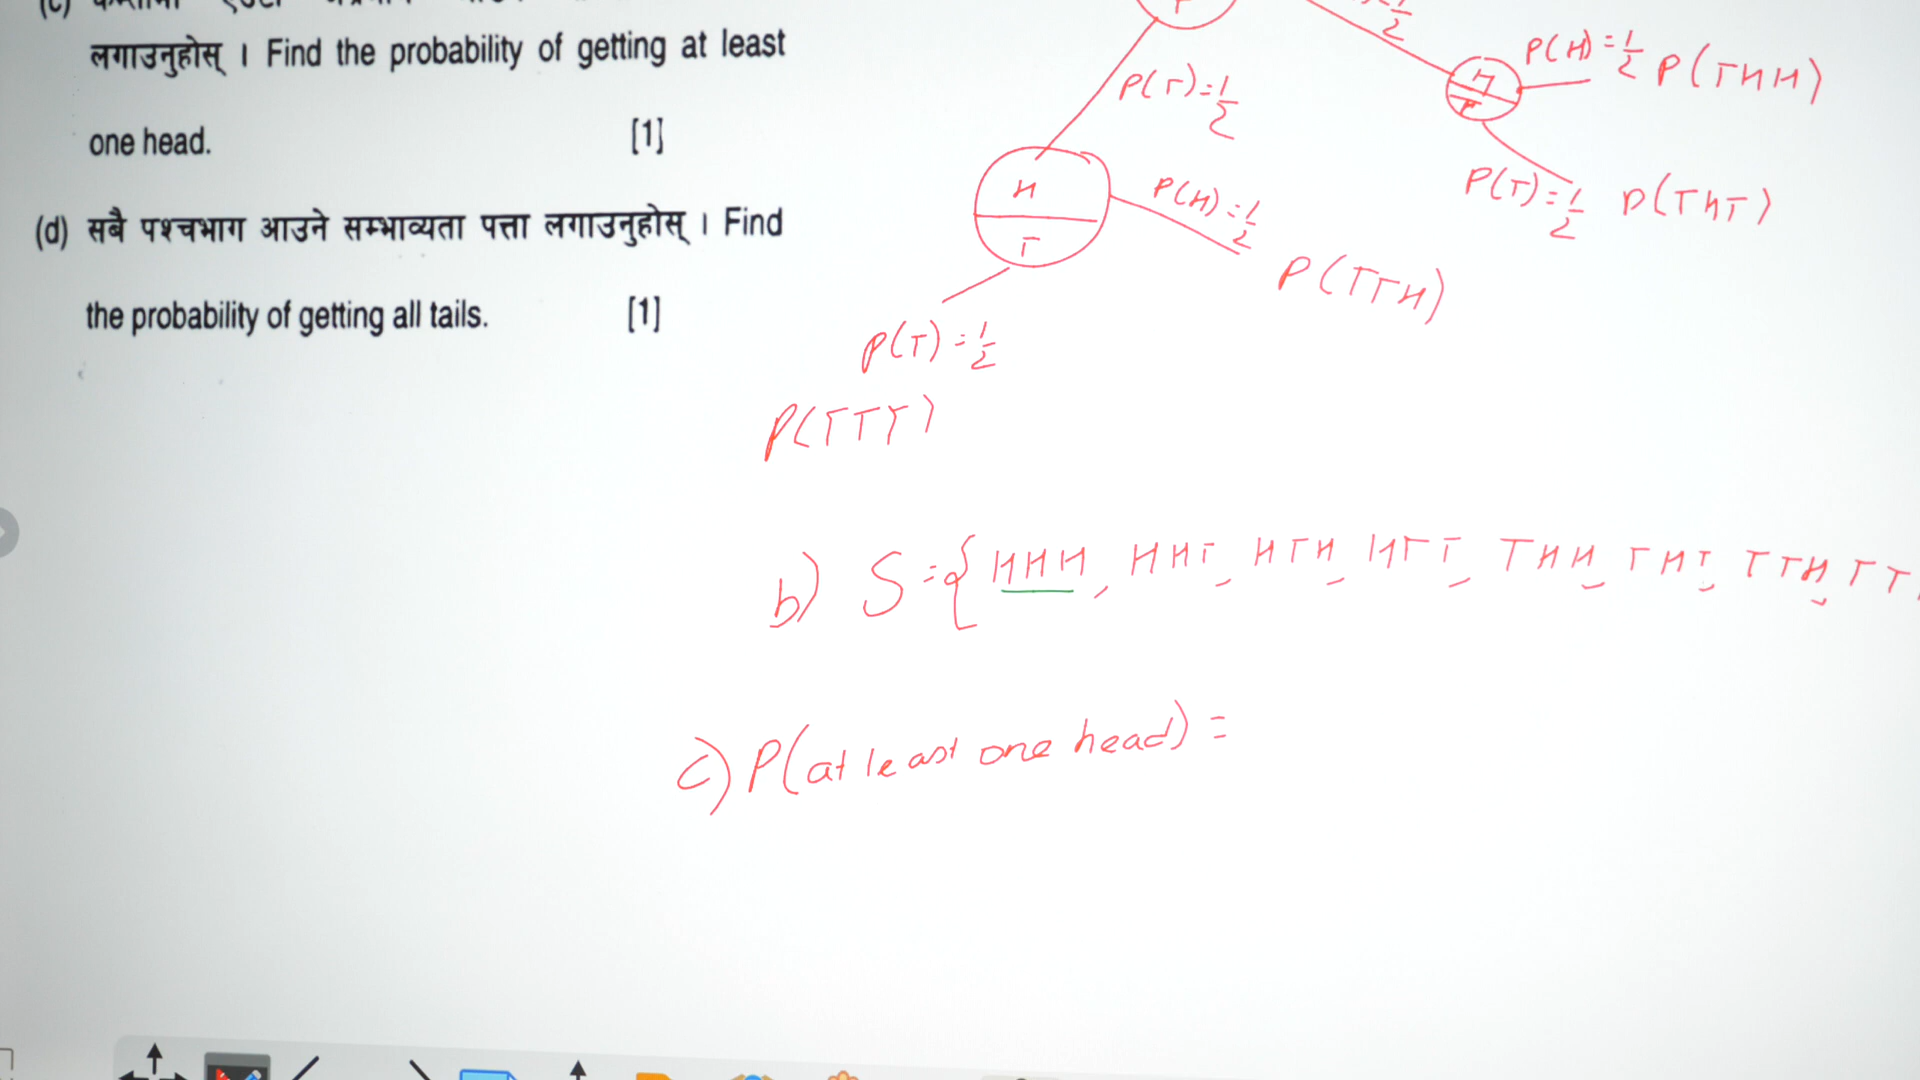 (c)
लगाउनुहोस् । Find the probability of getting at least
one head. [1]
(d) सबै पश्चभाग आउने सम्भाव्यता पत्ता लगाउनुहोस् । Find
the probability of getting all tails. [1]
T
P(T)=1/2
H
T
P(H)=1/2
P(TTH)
P(T)=1/2
P(TTT)
H
T
P(H)=1/2 P(THH)
P(T)=1/2 P(THT)
b) S={HHH, HHT, HTH, HTT, THH, THT, TTH, TT
c) P(at least one head) =